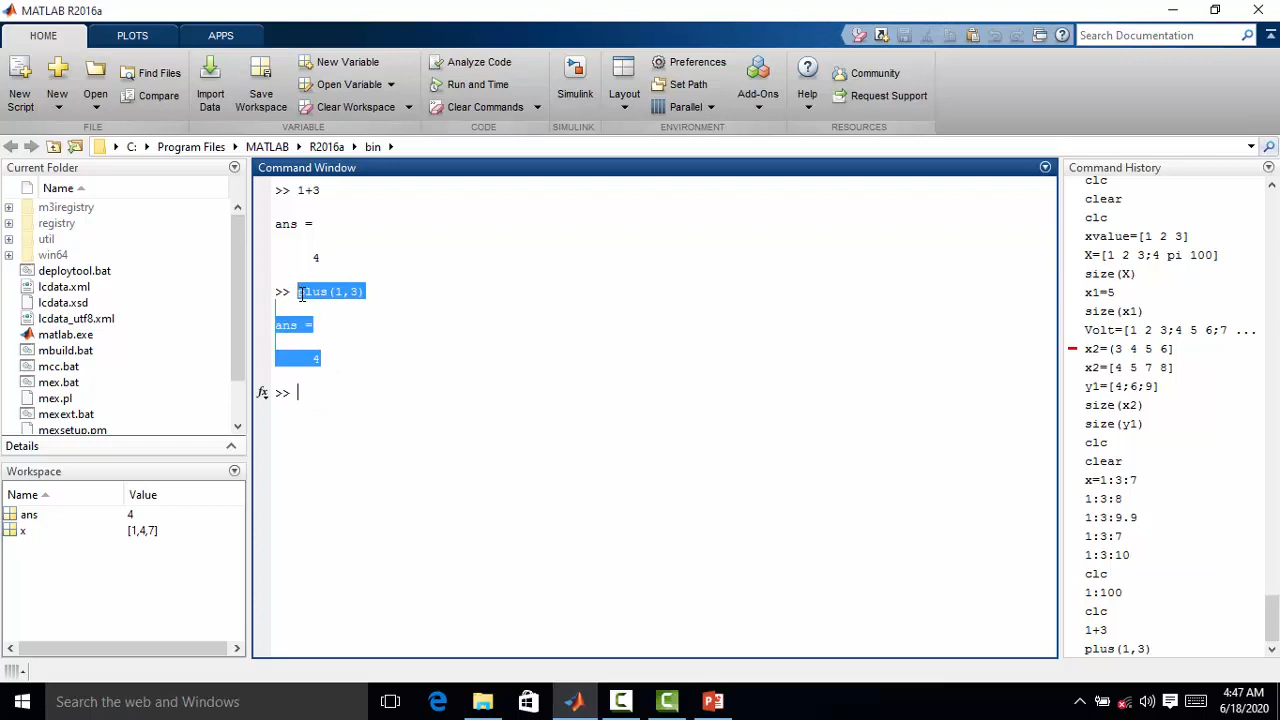 MATLAB R2016a
HOME
PLOTS
APPS
Search Documentation
New Script
New
Open
Find Files
Compare
Import Data
Save Workspace
New Variable
Open Variable
Clear Workspace
Analyze Code
Run and Time
Clear Commands
Simulink
Layout
Preferences
Set Path
Parallel
Add-Ons
Help
Community
Request Support
FILE
VARIABLE
CODE
SIMULINK
ENVIRONMENT
RESOURCES
C: Program Files MATLAB R2016a bin
Current Folder
Name
m3iregistry
registry
util
win64
deploytool.bat
lcdata.xml
lcdata.xsd
lcdata_utf8.xml
matlab.exe
mbuild.bat
mcc.bat
mex.bat
mex.pl
mexext.bat
mexsetup.pm
Details
Workspace
Name Value
ans 4
x [1,4,7]
Command Window
>> 1+3
ans =
4
>> plus(1,3)
ans =
4
fx >>
Command History
clc
clear
clc
xvalue=[1 2 3]
X=[1 2 3;4 pi 100]
size(X)
x1=5
size(x1)
Volt=[1 2 3;4 5 6;7 ...
x2=(3 4 5 6]
x2=[4 5 7 8]
y1=[4;6;9]
size(x2)
size(y1)
clc
clear
x=1:3:7
1:3:8
1:3:9.9
1:3:7
1:3:10
clc
1:100
clc
1+3
plus(1,3)
Search the web and Windows
4:47 AM
6/18/2020